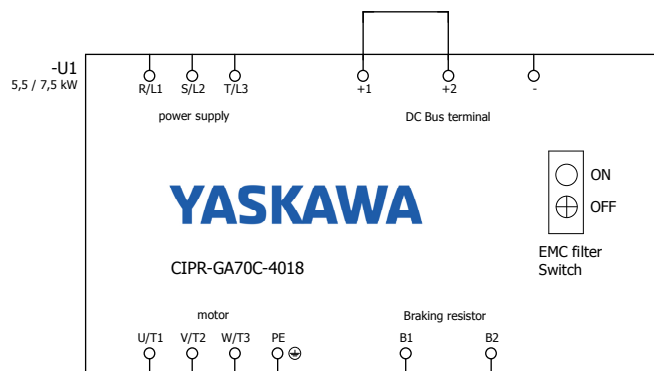 -U1
5,5 / 7,5 kW
R/L1 S/L2 T/L3 +1 +2 -
power supply DC Bus terminal
ON
OFF
YASKAWA
EMC filter
Switch
CIPR-GA70C-4018
motor Braking resistor
U/T1 V/T2 W/T3 PE B1 B2